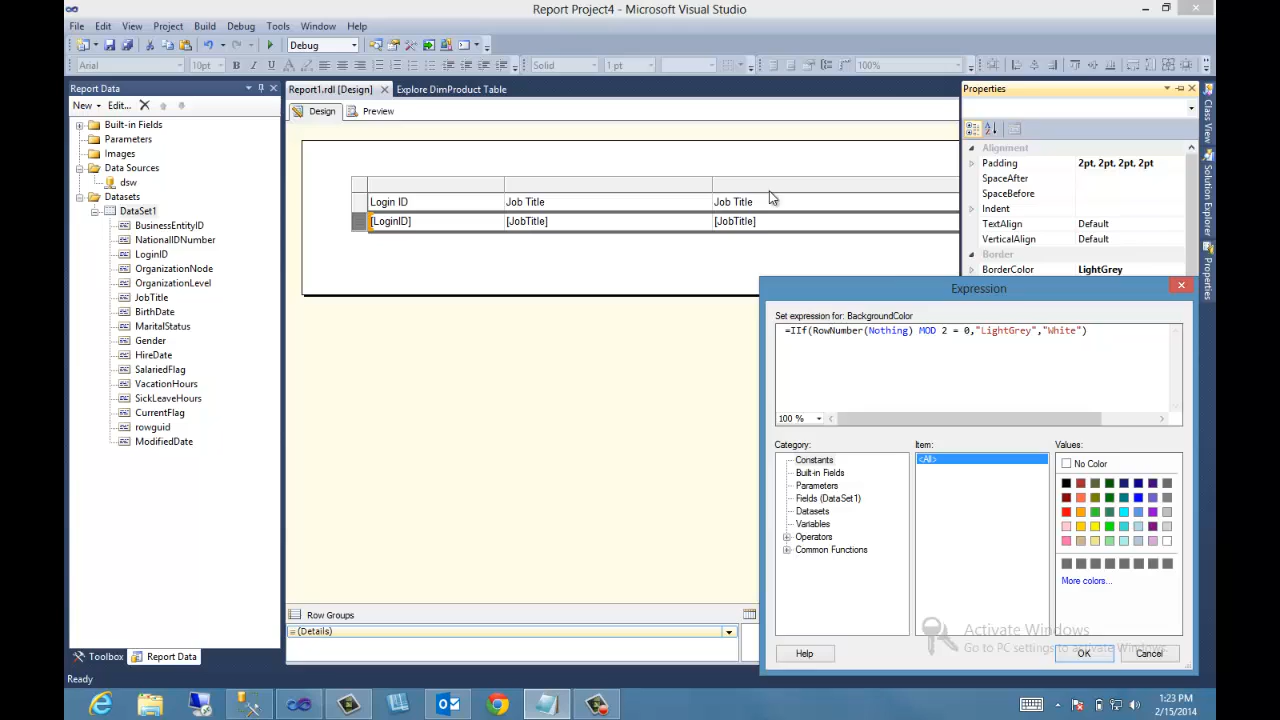 Report Project4 - Microsoft Visual Studio
File Edit View Project Build Debug Tools Window Help
Debug
Arial 10pt B I U A Solid 1 pt 100%
Report Data
New Edit...
Built-in Fields
Parameters
Images
Data Sources
dsw
Datasets
DataSet1
BusinessEntityID
NationalIDNumber
LoginID
OrganizationNode
OrganizationLevel
JobTitle
BirthDate
MaritalStatus
Gender
HireDate
SalariedFlag
VacationHours
SickLeaveHours
CurrentFlag
rowguid
ModifiedDate
Toolbox Report Data
Report1.rdl [Design] Explore DimProduct Table
Design Preview
Login ID Job Title Job Title
[LoginID] [JobTitle] [JobTitle]
Row Groups
(Details)
Properties
Alignment
Padding 2pt, 2pt, 2pt, 2pt
SpaceAfter
SpaceBefore
Indent
TextAlign Default
VerticalAlign Default
Border
BorderColor LightGrey
Class View
Solution Explorer
Properties
Expression
Set expression for: BackgroundColor
=IIf(RowNumber(Nothing) MOD 2 = 0,"LightGrey","White")
100 %
Category: Item: Values:
Constants
Built-in Fields
Parameters
Fields (DataSet1)
Datasets
Variables
Operators
Common Functions
<All>
No Color
More colors...
Activate Windows
Go to PC settings to activate Windows.
Help OK Cancel
Ready
1:23 PM
2/15/2014